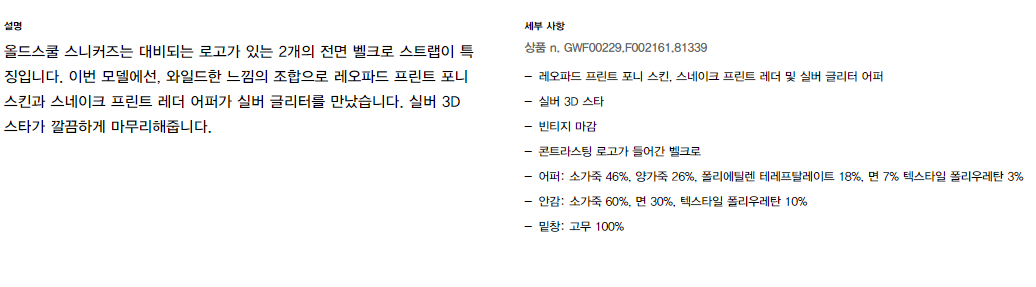 설명
올드스쿨 스니커즈는 대비되는 로고가 있는 2개의 전면 벨크로 스트랩이 특
징입니다. 이번 모델에선, 와일드한 느낌의 조합으로 레오파드 프린트 포니
스킨과 스네이크 프린트 레더 어퍼가 실버 글리터를 만났습니다. 실버 3D
스타가 깔끔하게 마무리해줍니다.
세부 사항
상품 n. GWF00229.F002161.81339
– 레오파드 프린트 포니 스킨, 스네이크 프린트 레더 및 실버 글리터 어퍼
– 실버 3D 스타
– 빈티지 마감
– 콘트라스팅 로고가 들어간 벨크로
– 어퍼: 소가죽 46%, 양가죽 26%, 폴리에틸렌 테레프탈레이트 18%, 면 7% 텍스타일 폴리우레탄 3%
– 안감: 소가죽 60%, 면 30%, 텍스타일 폴리우레탄 10%
– 밑창: 고무 100%